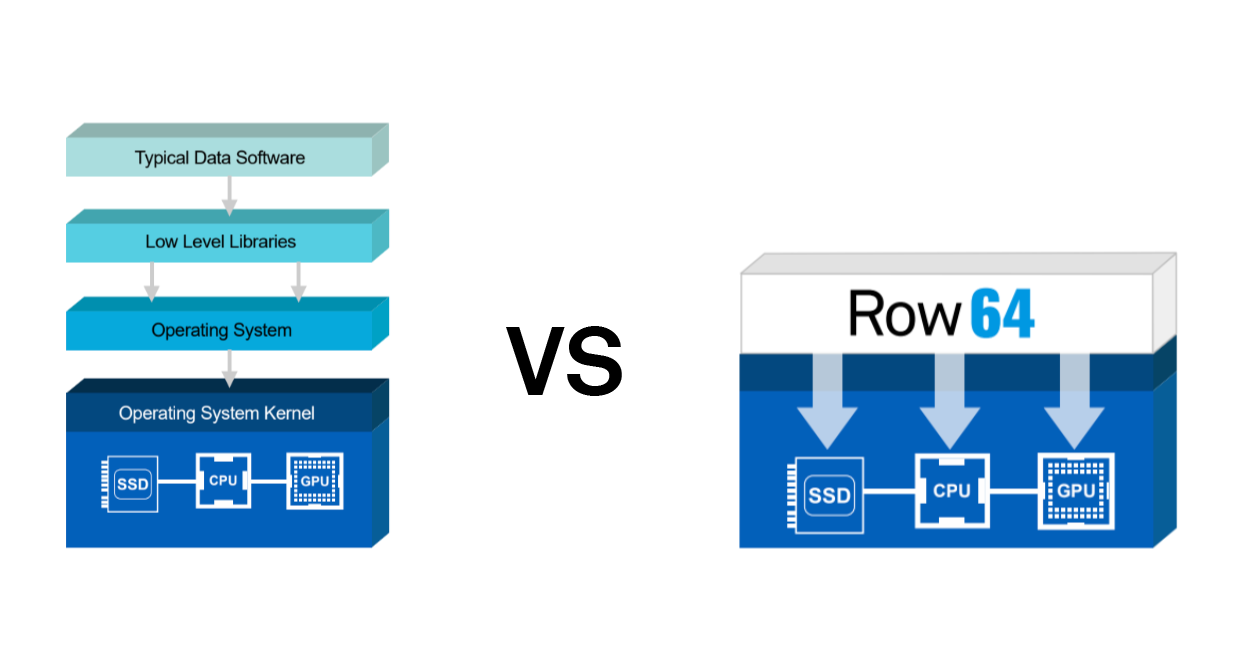 Typical Data Software
Low Level Libraries
Operating System
Operating System Kernel
SSD
CPU
GPU
VS
Row64
SSD
CPU
GPU